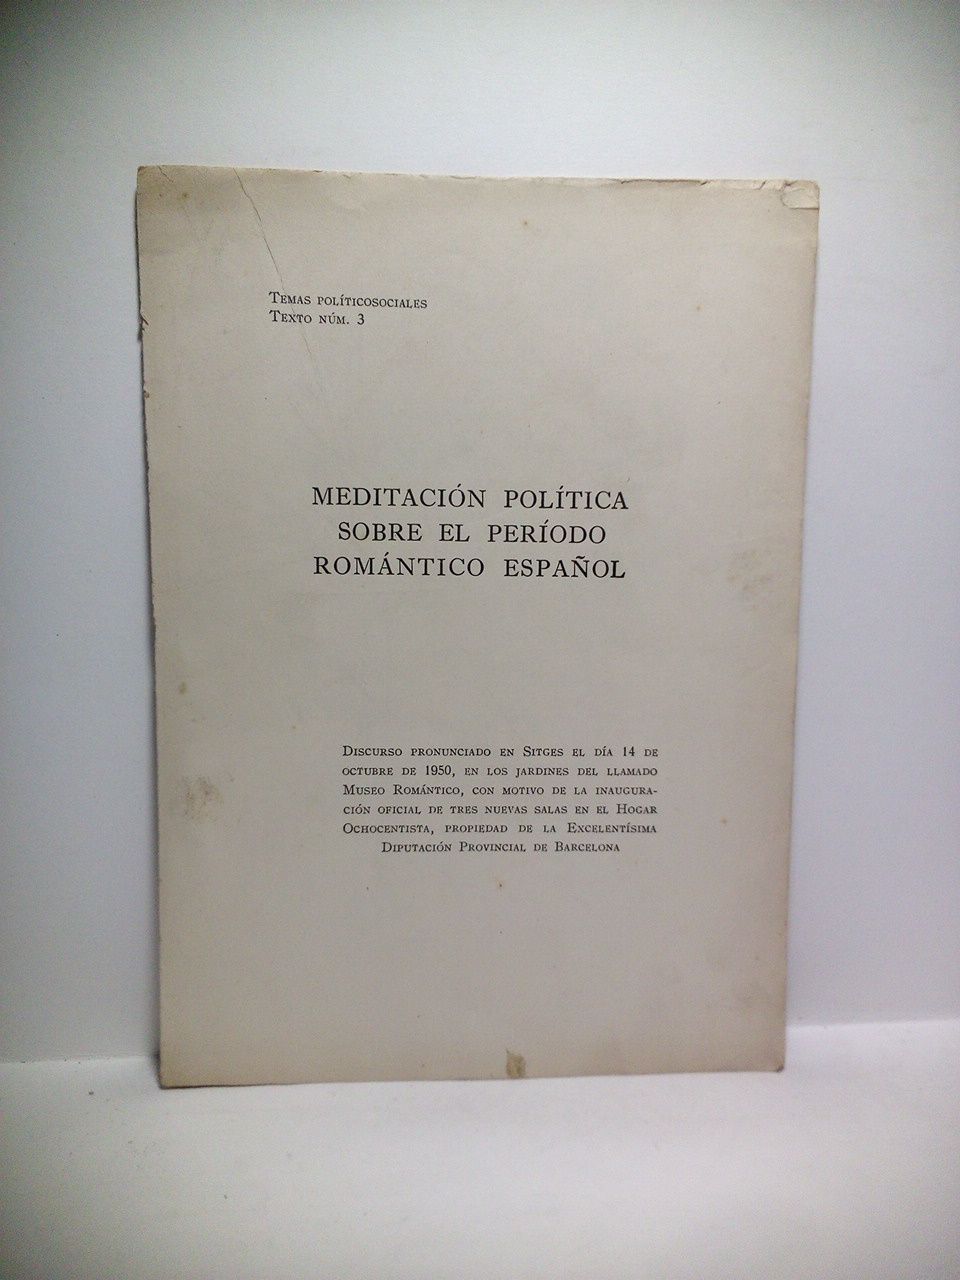 Temas políticosociales
Texto núm. 3
MEDITACIÓN POLÍTICA
SOBRE EL PERÍODO
ROMÁNTICO ESPAÑOL
Discurso pronunciado en Sitges el día 14 de
octubre de 1950, en los jardines del llamado
Museo Romántico, con motivo de la inaugura-
ción oficial de tres nuevas salas en el Hogar
Ochocentista, propiedad de la Excelentísima
Diputación Provincial de Barcelona